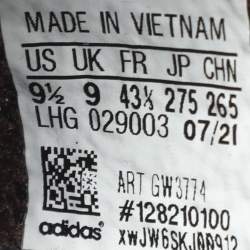 MADE IN VIETNAM
US UK FR JP CHN
9½ 9 43⅓ 275 265
LHG 029003 07/21
ART GW3774
#128210100
adidas